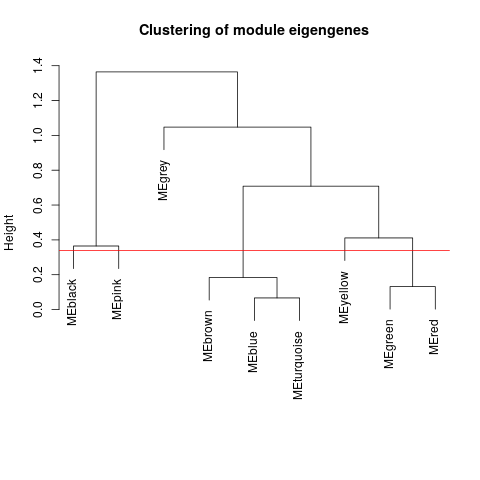 Clustering of module eigengenes
Height
1.4
1.2
1.0
0.8
0.6
0.4
0.2
0.0
MEblack
MEpink
MEgrey
MEbrown
MEblue
MEturquoise
MEyellow
MEgreen
MEred